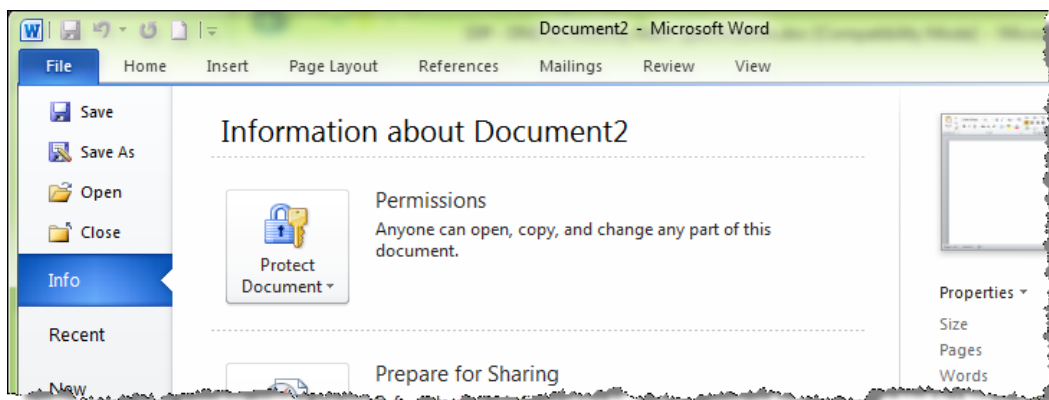 Document2 - Microsoft Word
File Home Insert Page Layout References Mailings Review View
Save
Save As
Open
Close
Info
Recent
New
Information about Document2
Protect
Document
Permissions
Anyone can open, copy, and change any part of this
document.
Prepare for Sharing
Properties
Size
Pages
Words